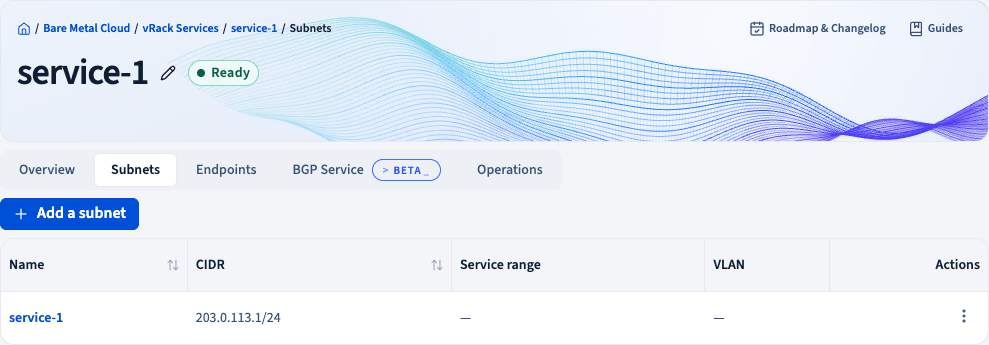 / Bare Metal Cloud / vRack Services / service-1 / Subnets
Roadmap & Changelog Guides
service-1 Ready
Overview Subnets Endpoints BGP Service > BETA_ Operations
+ Add a subnet
Name CIDR Service range VLAN Actions
service-1 203.0.113.1/24 — —